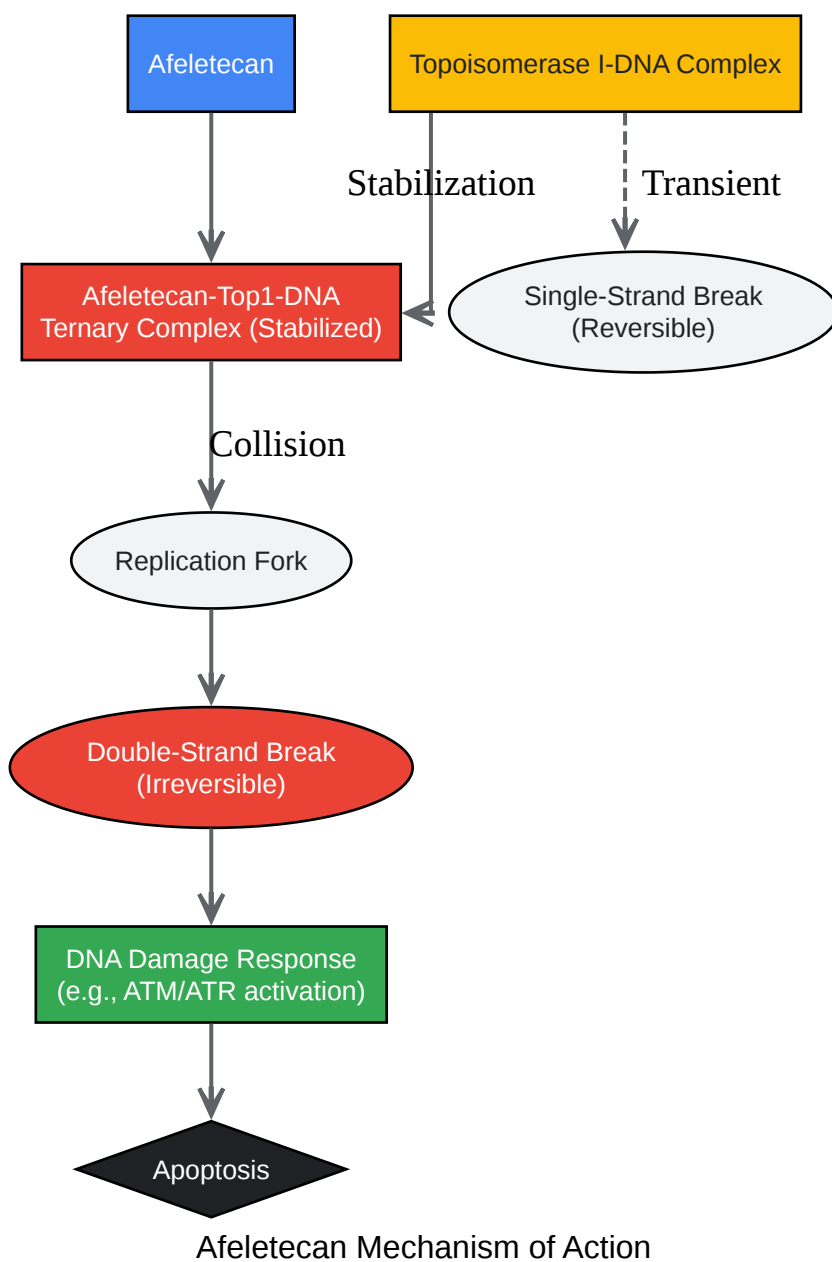 Afeletecan
Topoisomerase I-DNA Complex
Stabilization
Transient
Afeletecan-Top1-DNA
Ternary Complex (Stabilized)
Single-Strand Break
(Reversible)
Collision
Replication Fork
Double-Strand Break
(Irreversible)
DNA Damage Response
(e.g., ATM/ATR activation)
Apoptosis
Afeletecan Mechanism of Action